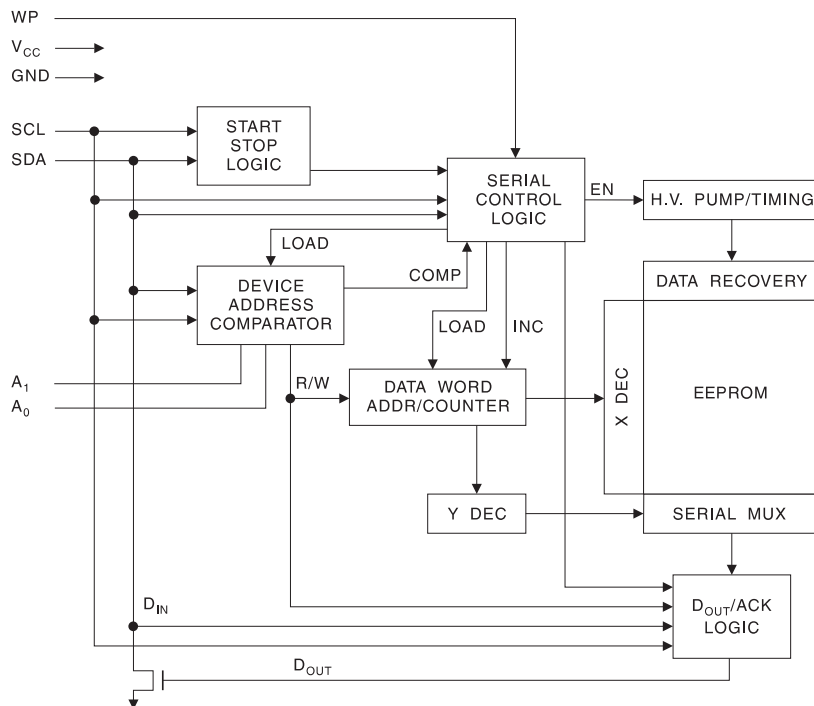 WP
VCC
GND
SCL
SDA
START
STOP
LOGIC
SERIAL
CONTROL
LOGIC
EN
H.V. PUMP/TIMING
LOAD
COMP
DEVICE
ADDRESS
COMPARATOR
LOAD
INC
DATA RECOVERY
A1
A0
R/W
DATA WORD
ADDR/COUNTER
X DEC
EEPROM
Y DEC
SERIAL MUX
DIN
DOUT/ACK
LOGIC
DOUT